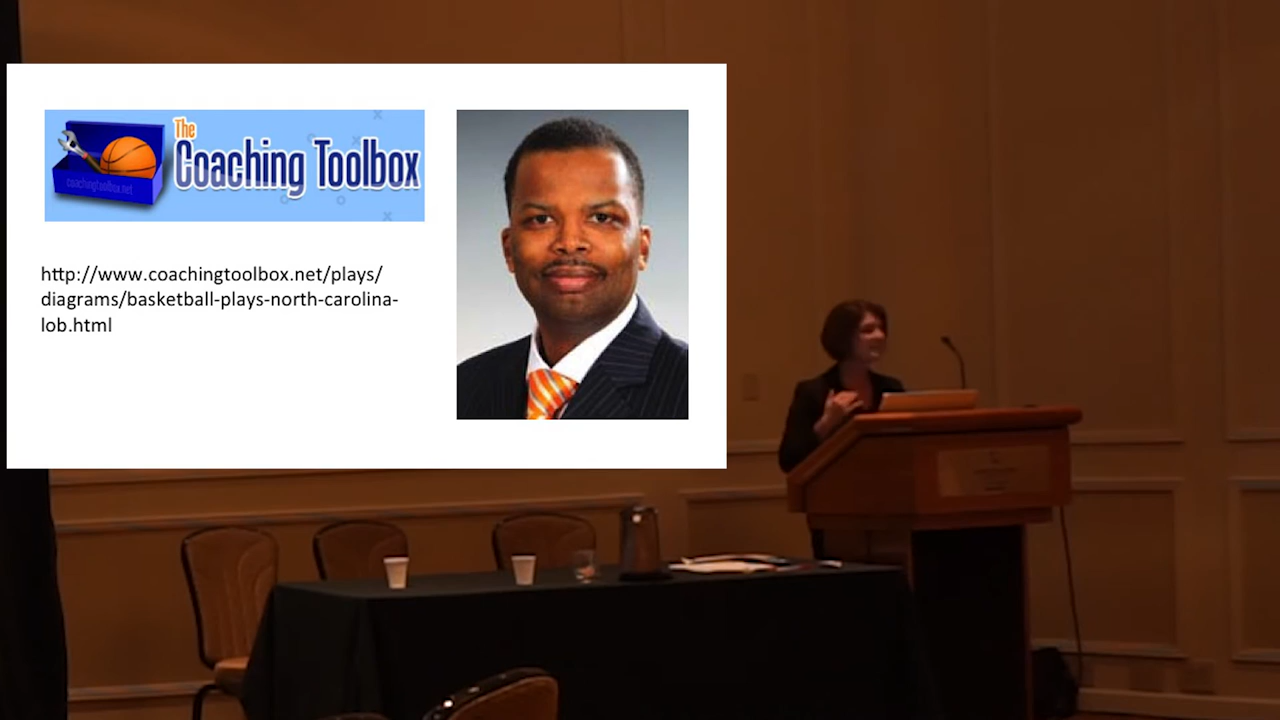 The
Coaching Toolbox
coachingtoolbox.net
http://www.coachingtoolbox.net/plays/
diagrams/basketball-plays-north-carolina-
lob.html